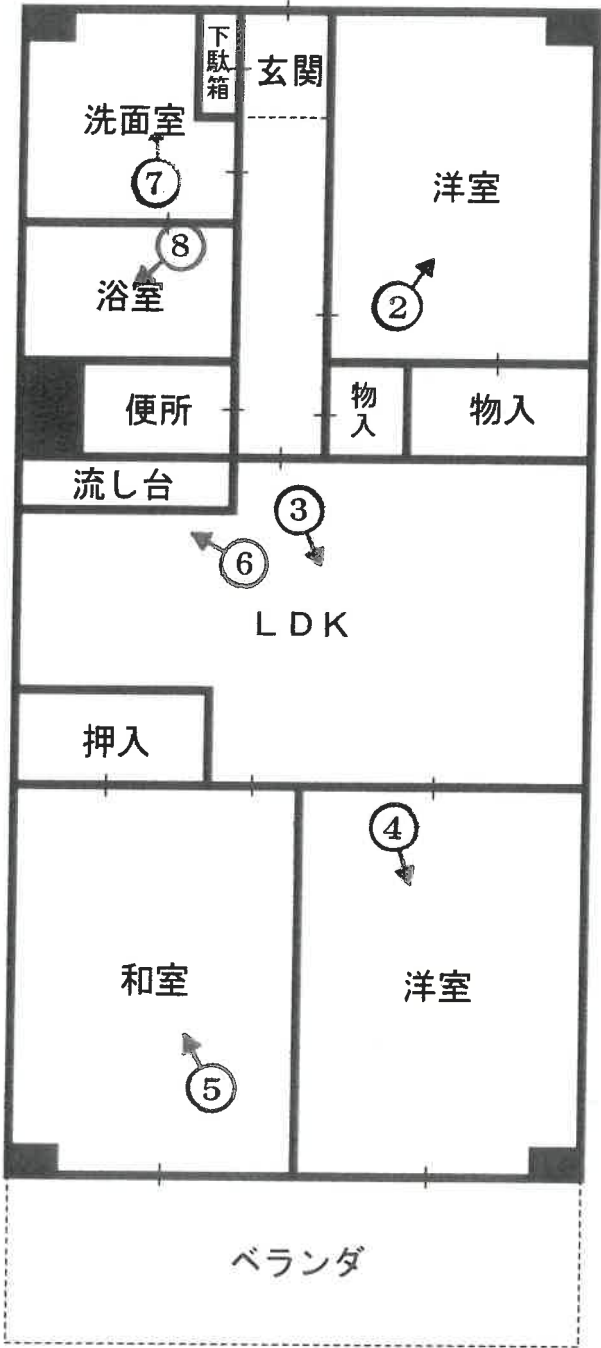 下駄箱
玄関
洗面室
⑦
洋室
⑧
②
浴室
便所
物入
物入
流し台
③
⑥
LDK
押入
④
和室
洋室
⑤
ベランダ